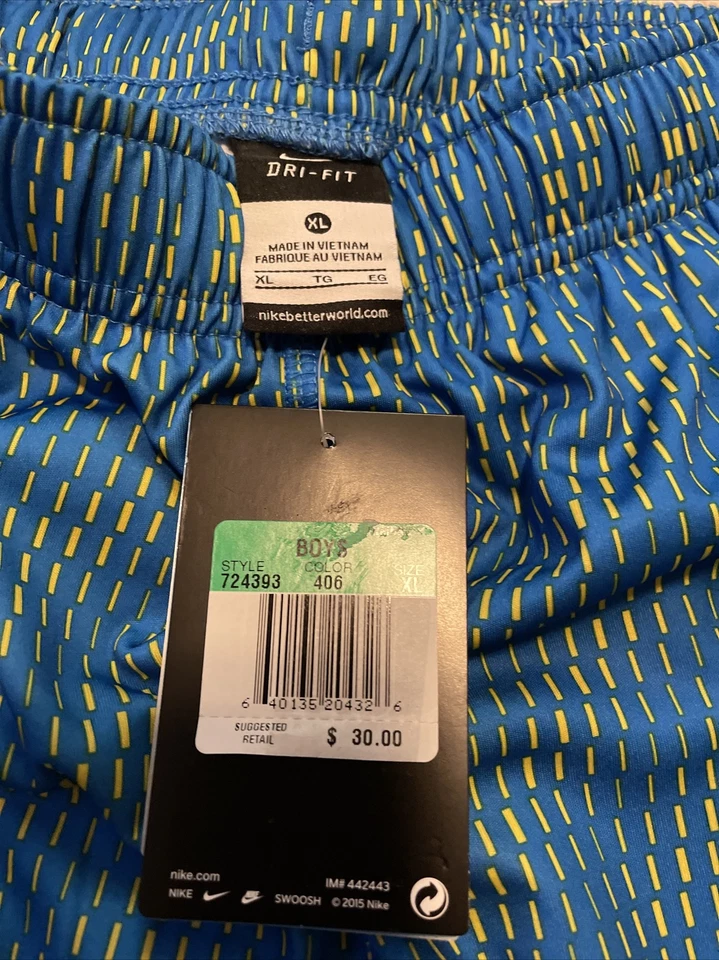 DRI-FIT
XL
MADE IN VIETNAM
FABRIQUE AU VIETNAM
XL TG EG
nikebetterworld.com
BOYS
STYLE COLOR SIZE
724393 406 XL
6 40135 20432 6
SUGGESTED
RETAIL $ 30.00
nike.com IM# 442443
NIKE SWOOSH © 2015 Nike